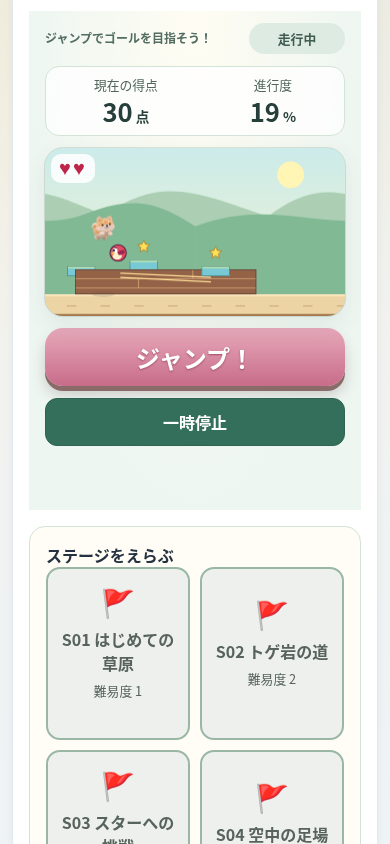 ジャンプでゴールを目指そう！
走行中
現在の得点
30 点
進行度
19 %
ジャンプ！
一時停止
ステージをえらぶ
S01 はじめての
草原
難易度 1
S02 トゲ岩の道
難易度 2
S03 スターへの
挑戦
S04 空中の足場